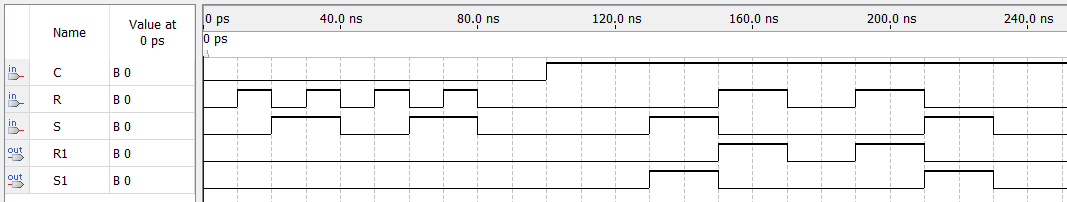 Name Value at 0 ps 0 ps 40.0 ns 80.0 ns 120.0 ns 160.0 ns 200.0 ns 240.0 ns
0 ps
in C B 0
in R B 0
in S B 0
out R1 B 0
out S1 B 0